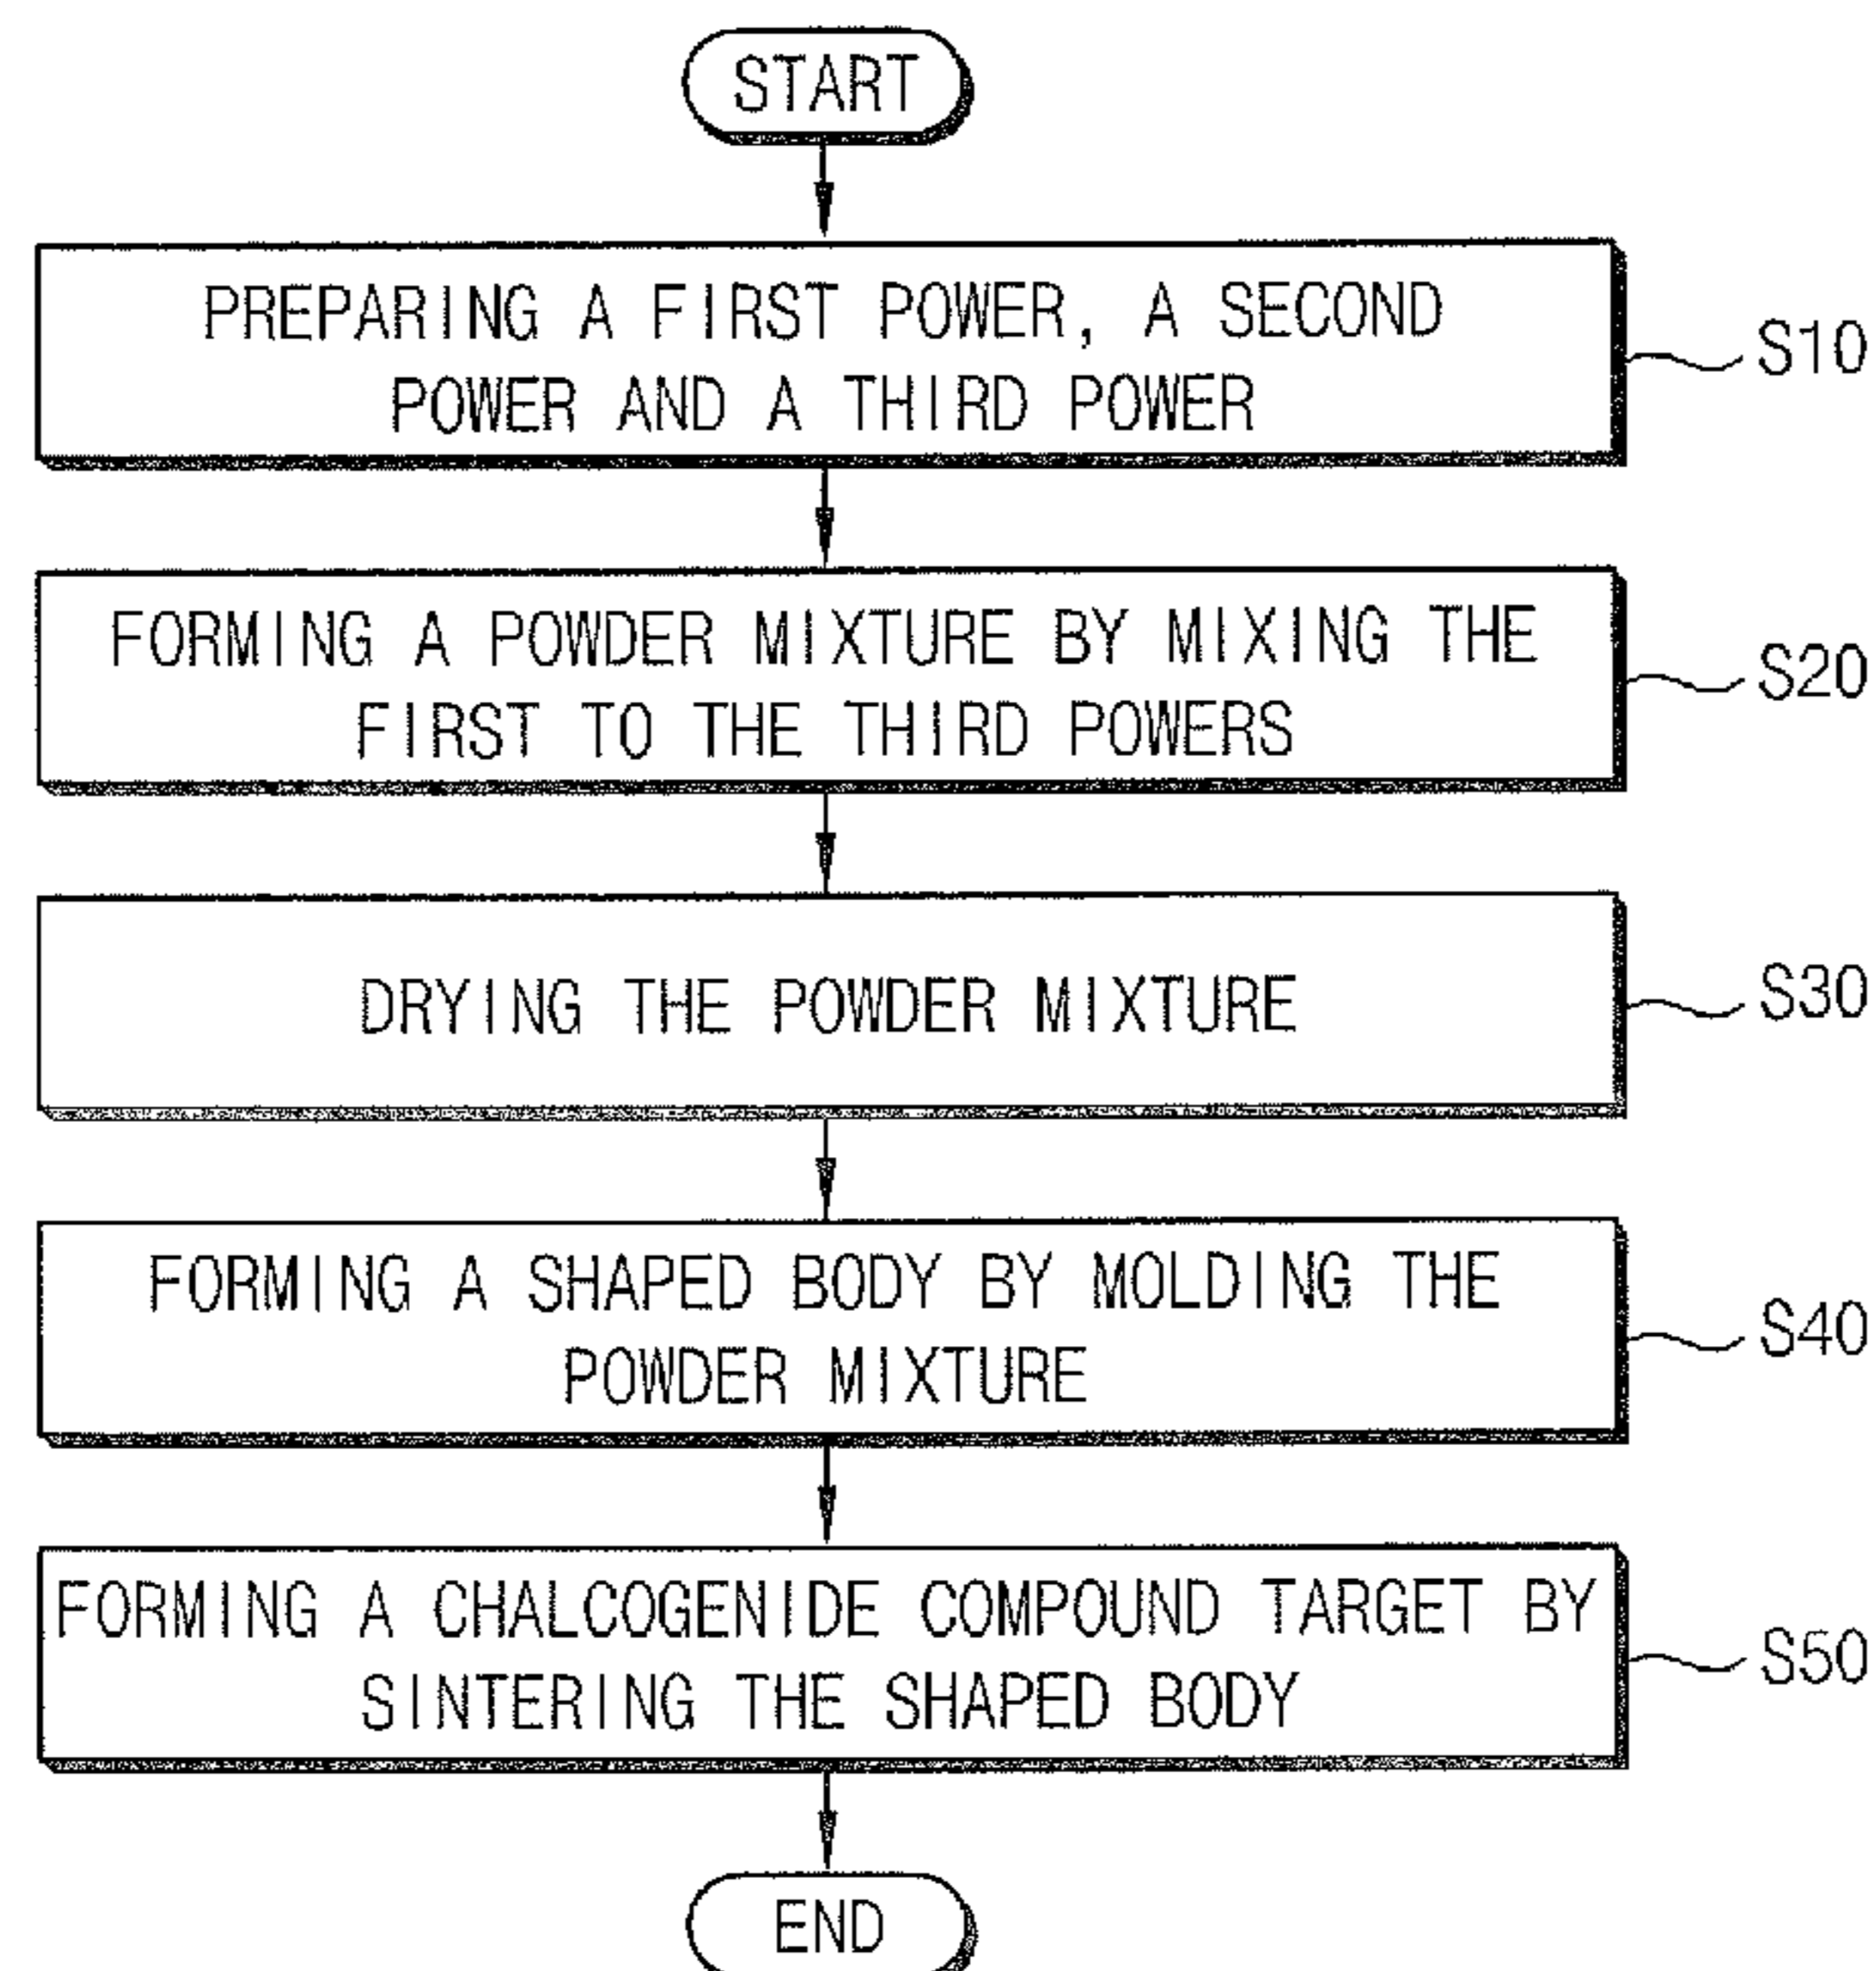 START
PREPARING A FIRST POWER, A SECOND
POWER AND A THIRD POWER
S10
FORMING A POWDER MIXTURE BY MIXING THE
FIRST TO THE THIRD POWERS
S20
DRYING THE POWDER MIXTURE
S30
FORMING A SHAPED BODY BY MOLDING THE
POWDER MIXTURE
S40
FORMING A CHALCOGENIDE COMPOUND TARGET BY
SINTERING THE SHAPED BODY
S50
END